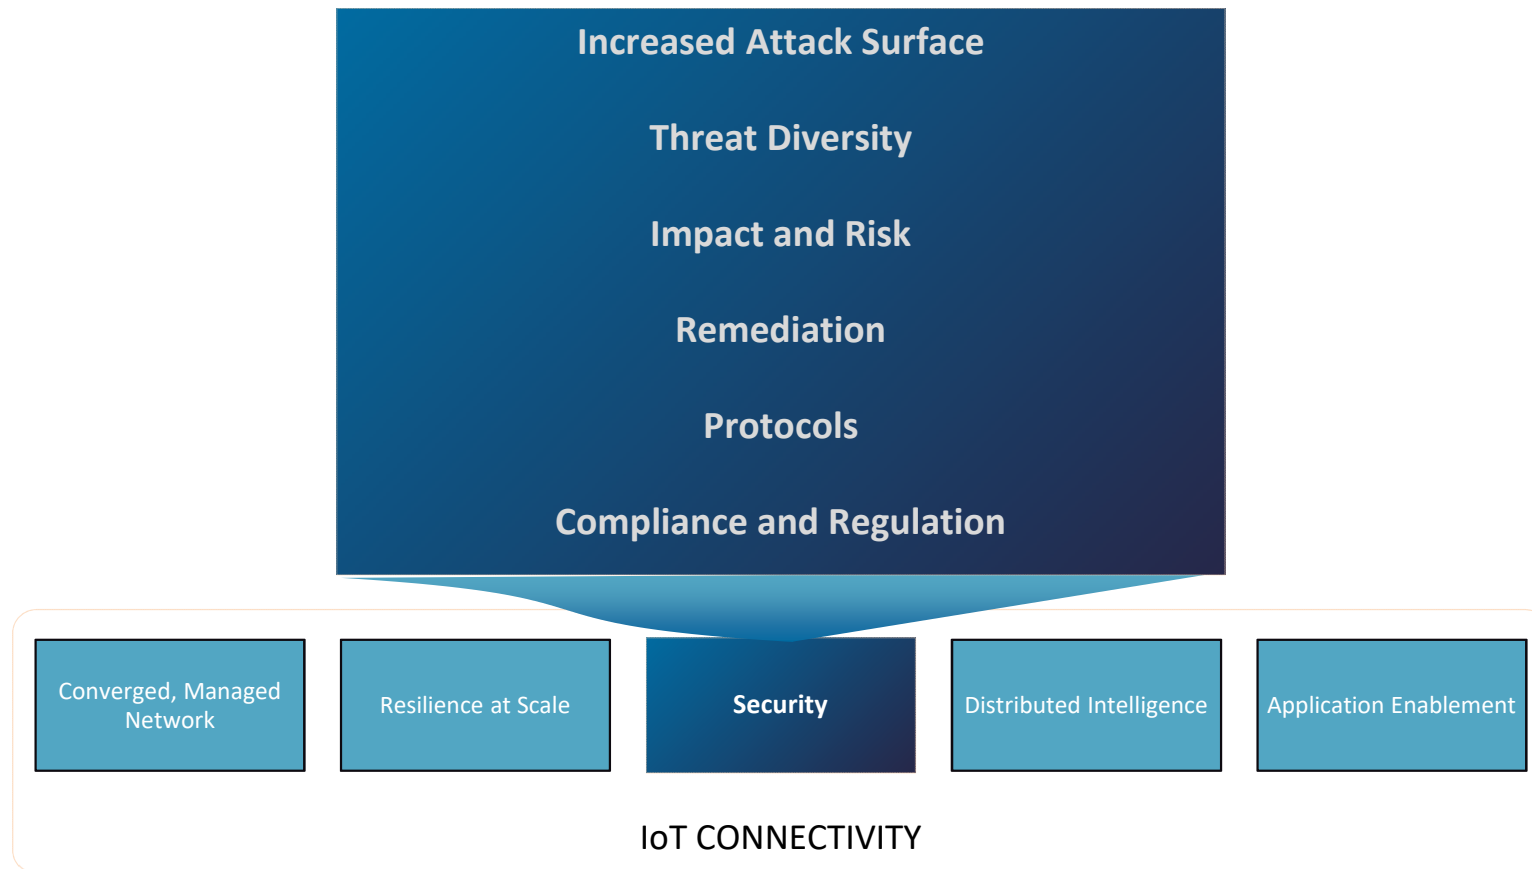 Increased Attack Surface
Threat Diversity
Impact and Risk
Remediation
Protocols
Compliance and Regulation
Converged, Managed
Network
Resilience at Scale
Security
Distributed Intelligence
Application Enablement
IoT CONNECTIVITY